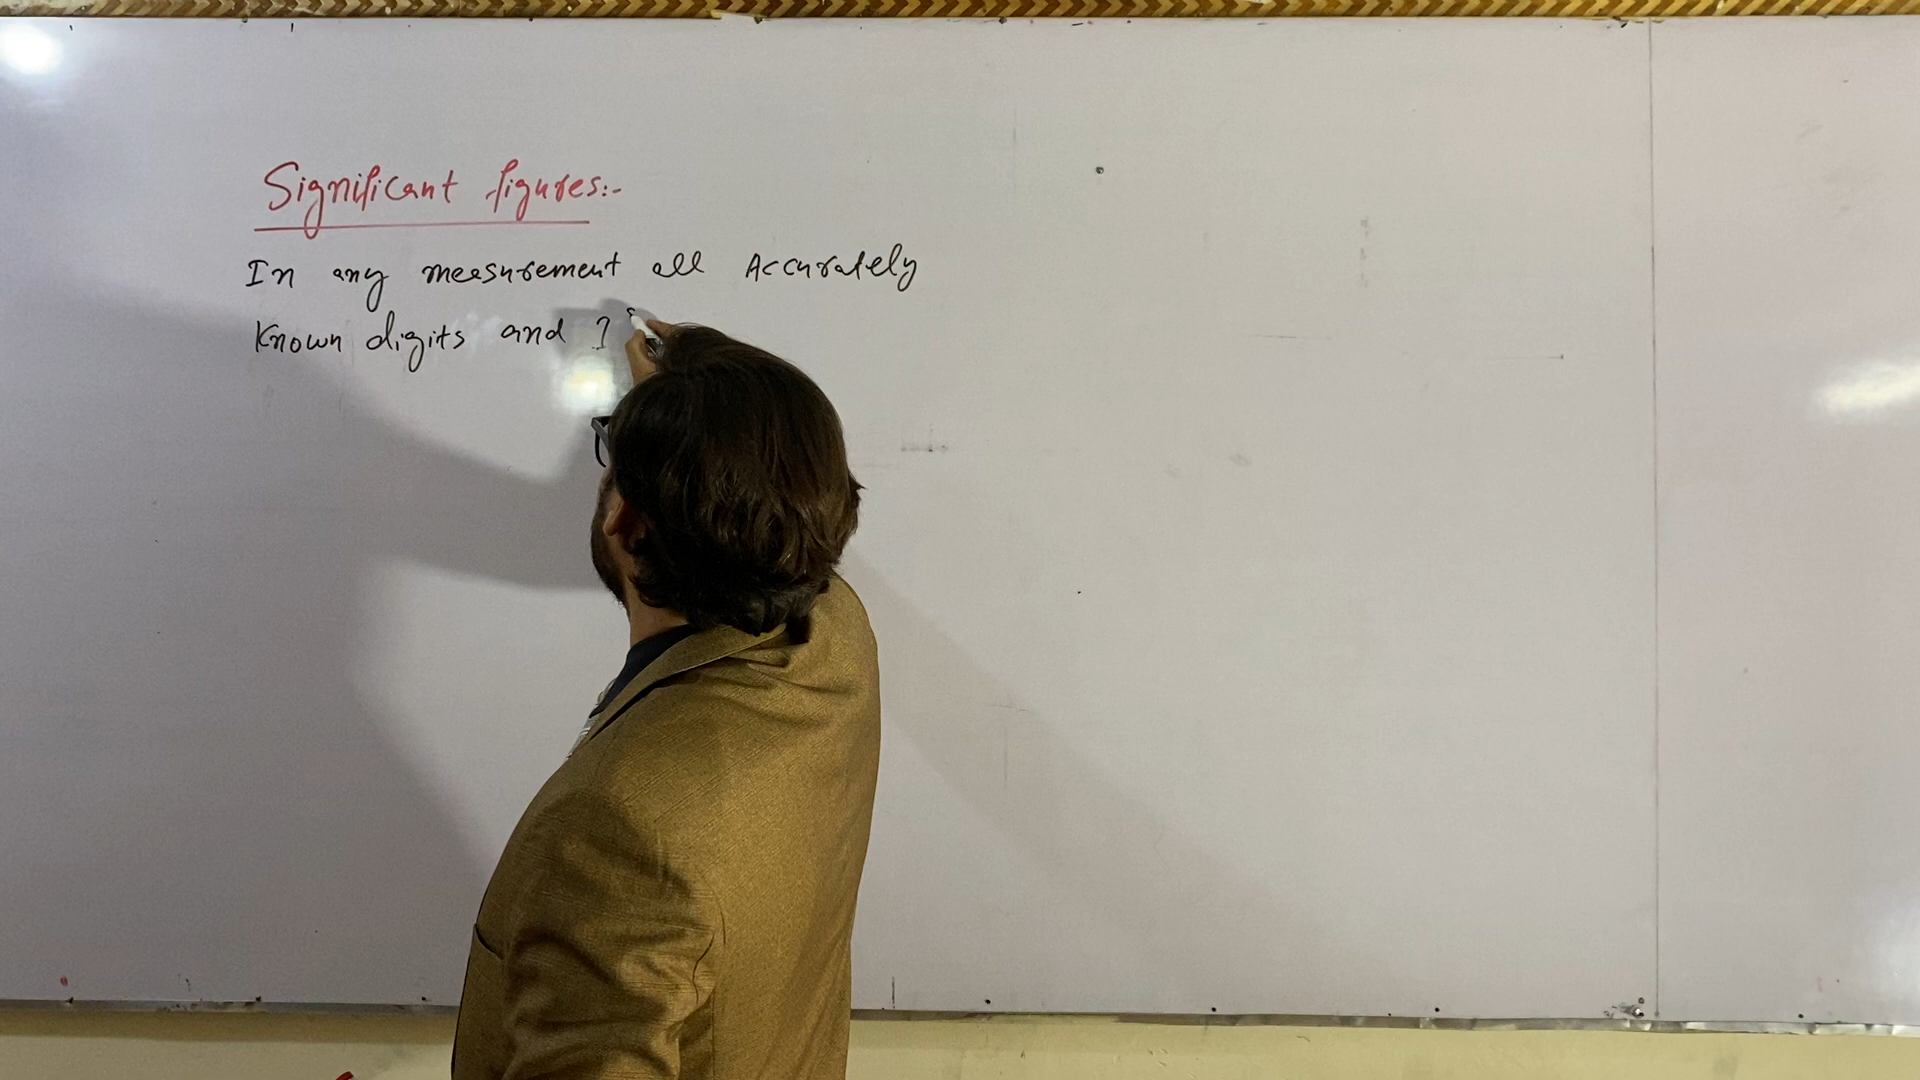 Significant figures:-
In any measurement all Accurately
Known digits and